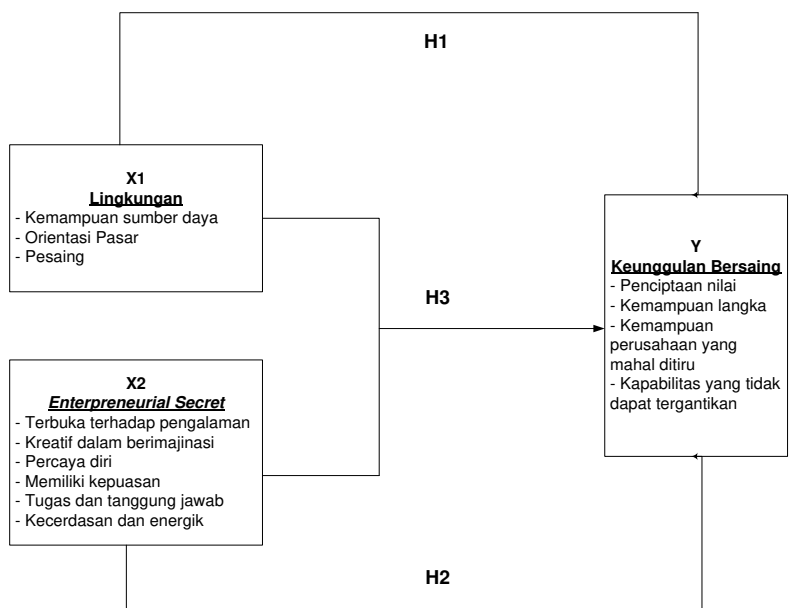 H1
X1
Lingkungan
- Kemampuan sumber daya
- Orientasi Pasar
- Pesaing
H3
Y
Keunggulan Bersaing
- Penciptaan nilai
- Kemampuan langka
- Kemampuan
perusahaan yang
mahal ditiru
- Kapabilitas yang tidak
dapat tergantikan
X2
Enterpreneurial Secret
- Terbuka terhadap pengalaman
- Kreatif dalam berimajinasi
- Percaya diri
- Memiliki kepuasan
- Tugas dan tanggung jawab
- Kecerdasan dan energik
H2